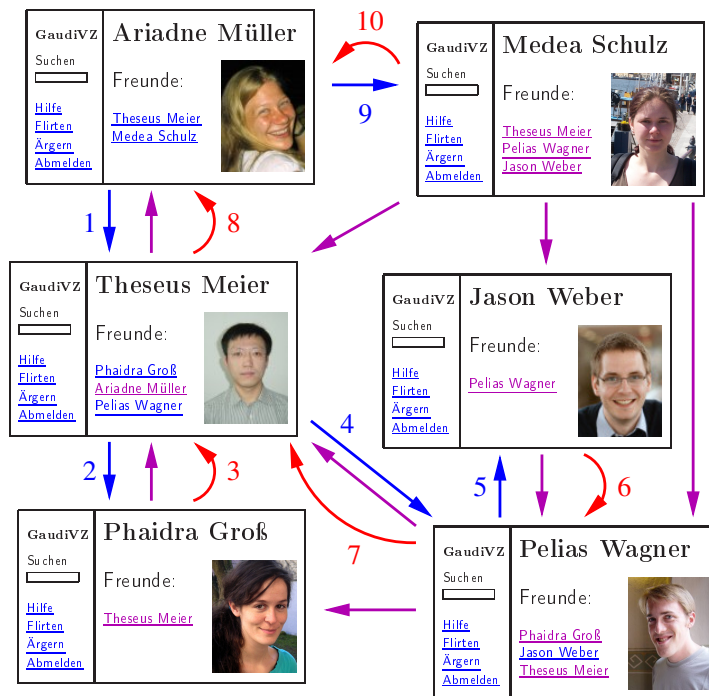 Ariadne Müller
GaudiVZ
Suchen
Freunde:
Theseus Meier
Medea Schulz
Hilfe
Flirten
Ärgern
Abmelden
10
9
Medea Schulz
GaudiVZ
Suchen
Freunde:
Theseus Meier
Pelias Wagner
Jason Weber
Hilfe
Flirten
Ärgern
Abmelden
1
8
Theseus Meier
GaudiVZ
Suchen
Freunde:
Phaidra Groß
Ariadne Müller
Pelias Wagner
Hilfe
Flirten
Ärgern
Abmelden
Jason Weber
GaudiVZ
Suchen
Freunde:
Pelias Wagner
Hilfe
Flirten
Ärgern
Abmelden
2
3
4
5
6
7
Phaidra Groß
GaudiVZ
Suchen
Freunde:
Theseus Meier
Hilfe
Flirten
Ärgern
Abmelden
Pelias Wagner
GaudiVZ
Suchen
Freunde:
Phaidra Groß
Jason Weber
Theseus Meier
Hilfe
Flirten
Ärgern
Abmelden